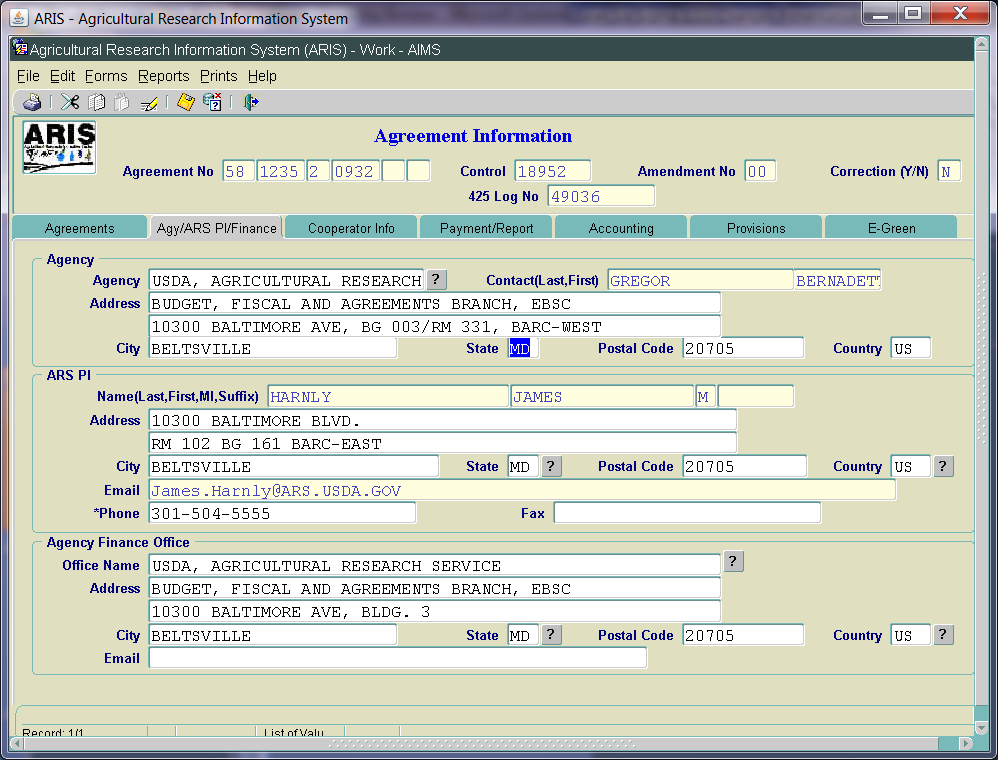 ARIS - Agricultural Research Information System
Agricultural Research Information System (ARIS) - Work - AIMS
File Edit Forms Reports Prints Help
ARIS
Agreement Information
Agreement No 58 1235 2 0932 Control 18952 Amendment No 00 Correction (Y/N) N
425 Log No 49036
Agreements Agy/ARS PI/Finance Cooperator Info Payment/Report Accounting Provisions E-Green
Agency
Agency USDA, AGRICULTURAL RESEARCH ? Contact(Last,First) GREGOR BERNADETT
Address BUDGET, FISCAL AND AGREEMENTS BRANCH, EBSC
10300 BALTIMORE AVE, BG 003/RM 331, BARC-WEST
City BELTSVILLE State MD Postal Code 20705 Country US
ARS PI
Name(Last,First,MI,Suffix) HARNLY JAMES M
Address 10300 BALTIMORE BLVD.
RM 102 BG 161 BARC-EAST
City BELTSVILLE State MD ? Postal Code 20705 Country US ?
Email James.Harnly@ARS.USDA.GOV
*Phone 301-504-5555 Fax
Agency Finance Office
Office Name USDA, AGRICULTURAL RESEARCH SERVICE ?
Address BUDGET, FISCAL AND AGREEMENTS BRANCH, EBSC
10300 BALTIMORE AVE, BLDG. 3
City BELTSVILLE State MD ? Postal Code 20705 Country US ?
Email
Record: 1/1 List of Valu